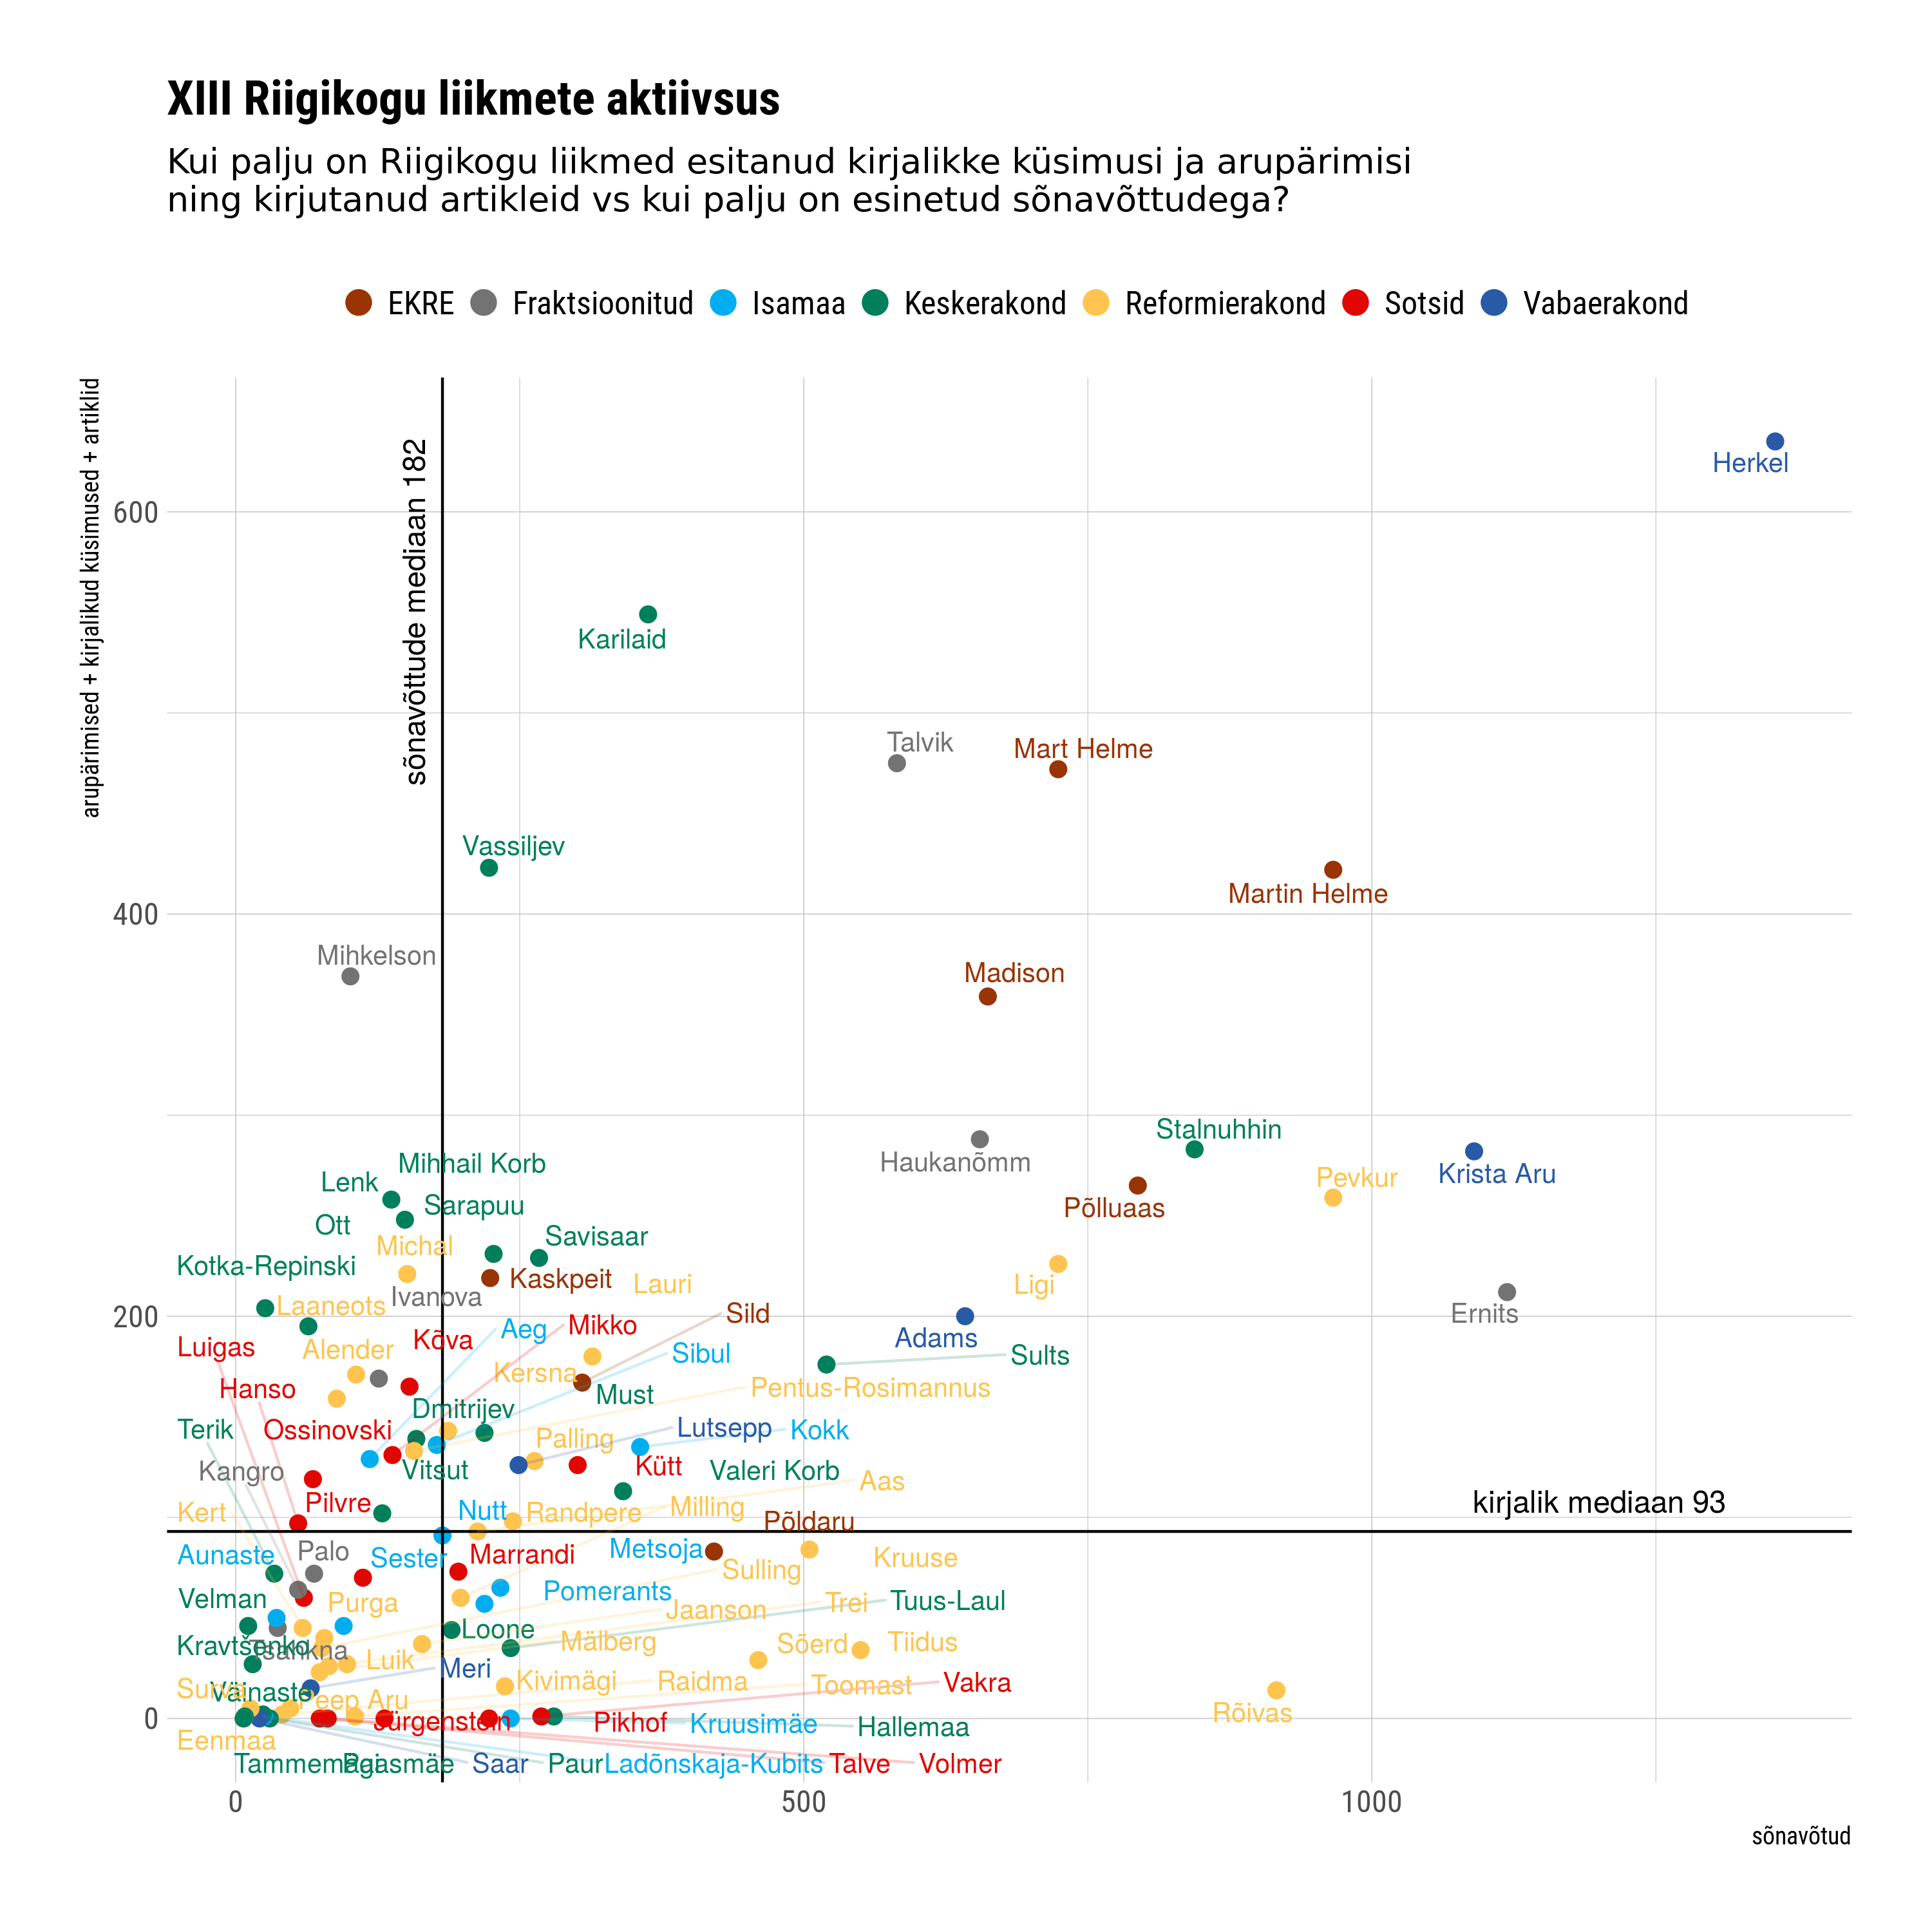 XIII Riigikogu liikmete aktiivsus
Kui palju on Riigikogu liikmed esitanud kirjalikke küsimusi ja arupärimisi
ning kirjutanud artikleid vs kui palju on esinetud sõnavõttudega?
EKRE Fraktsioonitud Isamaa Keskerakond Reformierakond Sotsid Vabaerakond
arupärimised + kirjalikud küsimused + artiklid
sõnavõttude mediaan 182
Herkel
600
Karilaid
Talvik
Mart Helme
Vassiljev
Martin Helme
400
Mihkelson
Madison
Stalnuhhin
Haukanõmm
Mihhail Korb
Krista Aru
Pevkur
Lenk
Sarapuu
Põlluaas
Ott
Savisaar
Michal
Kotka-Repinski
Kaskpeit
Lauri
Ligi
Ivanova
Laaneots
Sild
Ernits
200
Mikko
Aeg
Kõva
Adams
Luigas
Alender
Sibul
Sults
Kersna
Hanso
Must
Pentus-Rosimannus
Dmitrijev
Terik
Ossinovski
Lutsepp
Kokk
Palling
Kangro
Vitsut
Kütt
Valeri Korb
Aas
Pilvre
kirjalik mediaan 93
Kert
Nutt
Randpere
Milling
Põldaru
Aunaste
Palo
Sester
Marrandi
Metsoja
Kruuse
Sulling
Pomerants
Velman
Purga
Jaanson
Trei
Tuus-Laul
Loone
Kravtšenko
Tsahkna
Mälberg
Sõerd
Tiidus
Luik
Meri
Surva
Väinaste
Peep Aru
Kivimägi
Raidma
Toomast
Vakra
Rõivas
0
Jürgenstein
Pikhof
Kruusimäe
Hallemaa
Eenmaa
Tammemägi
Paasmäe
Saar
Paur
Ladõnskaja-Kubits
Talve
Volmer
0 500 1000
sõnavõtud